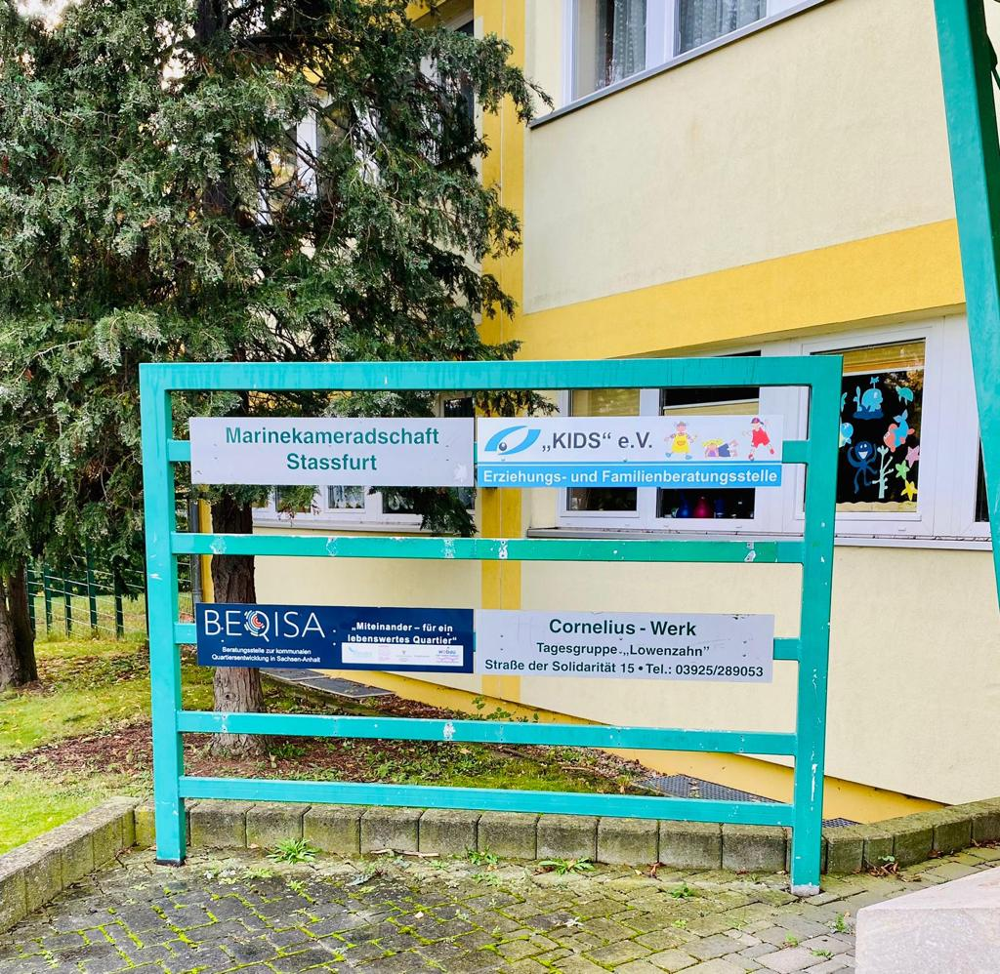 Marinekameradschaft
Stassfurt
„KIDS“ e.V.
Erziehungs- und Familienberatungsstelle
BEQISA
Beratungsstelle zur kommunalen
Quartiersentwicklung in Sachsen-Anhalt
„Miteinander – für ein
lebenswertes Quartier“
Cornelius - Werk
Tagesgruppe „Lowenzahn”
Straße der Solidarität 15 • Tel.: 03925/289053